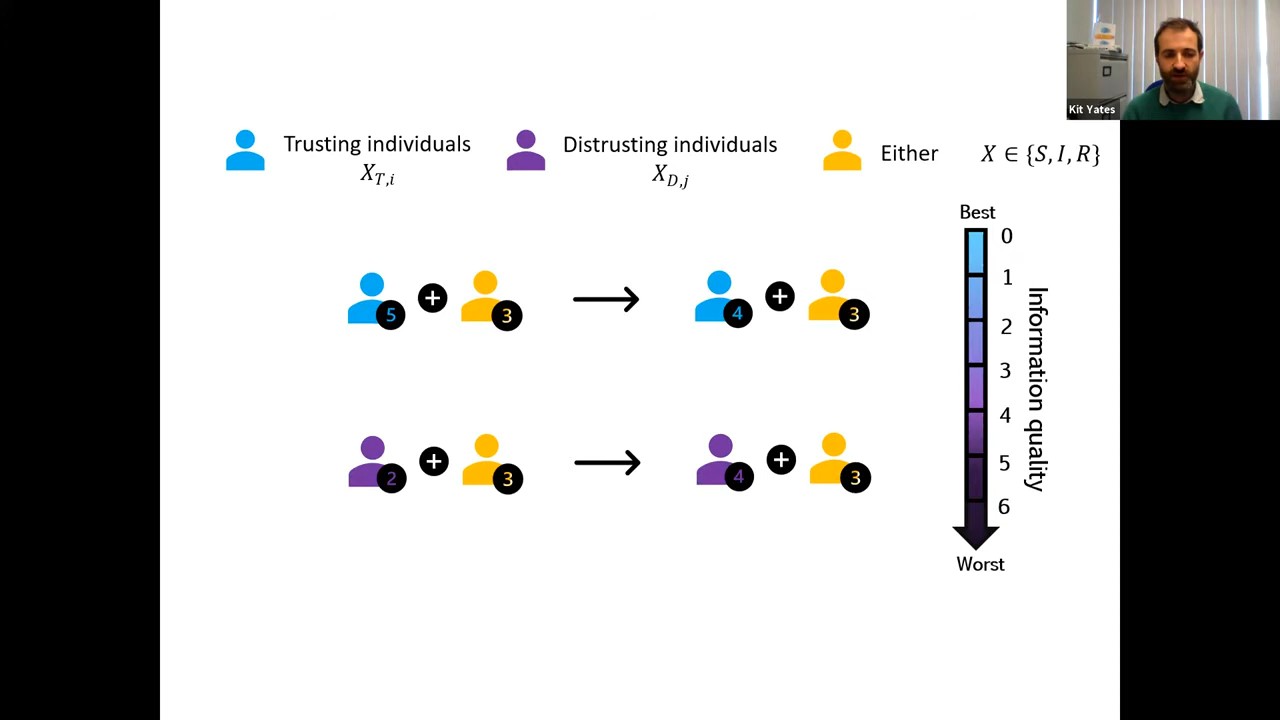 Kit Yates
Trusting individuals
X_{T,i}
Distrusting individuals
X_{D,j}
Either
X ∈ {S, I, R}
Best
0
1
2
3
4
5
6
Worst
Information quality
5 + 3 → 4 + 3
2 + 3 → 4 + 3